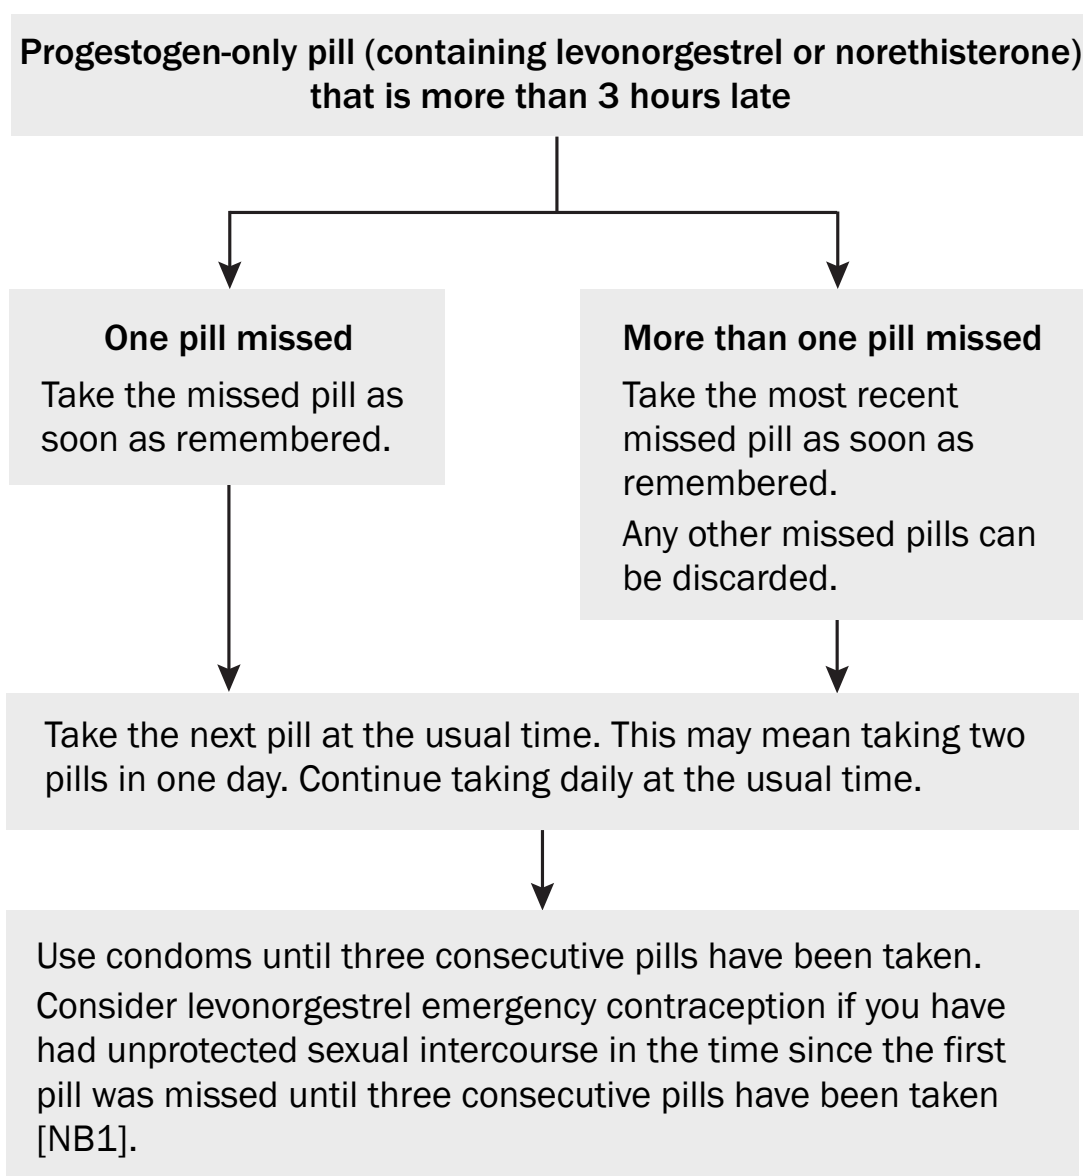 Progestogen-only pill (containing levonorgestrel or norethisterone)
that is more than 3 hours late
One pill missed
Take the missed pill as
soon as remembered.
More than one pill missed
Take the most recent
missed pill as soon as
remembered.
Any other missed pills can
be discarded.
Take the next pill at the usual time. This may mean taking two
pills in one day. Continue taking daily at the usual time.
Use condoms until three consecutive pills have been taken.
Consider levonorgestrel emergency contraception if you have
had unprotected sexual intercourse in the time since the first
pill was missed until three consecutive pills have been taken
[NB1].